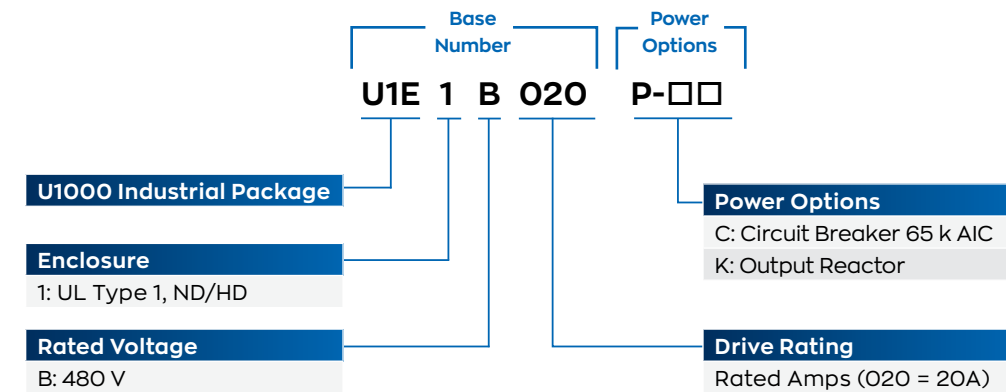 Base
Number
Power
Options
U1E 1 B 020 P-□□
U1000 Industrial Package
Enclosure
1: UL Type 1, ND/HD
Rated Voltage
B: 480 V
Power Options
C: Circuit Breaker 65 k AIC
K: Output Reactor
Drive Rating
Rated Amps (020 = 20A)